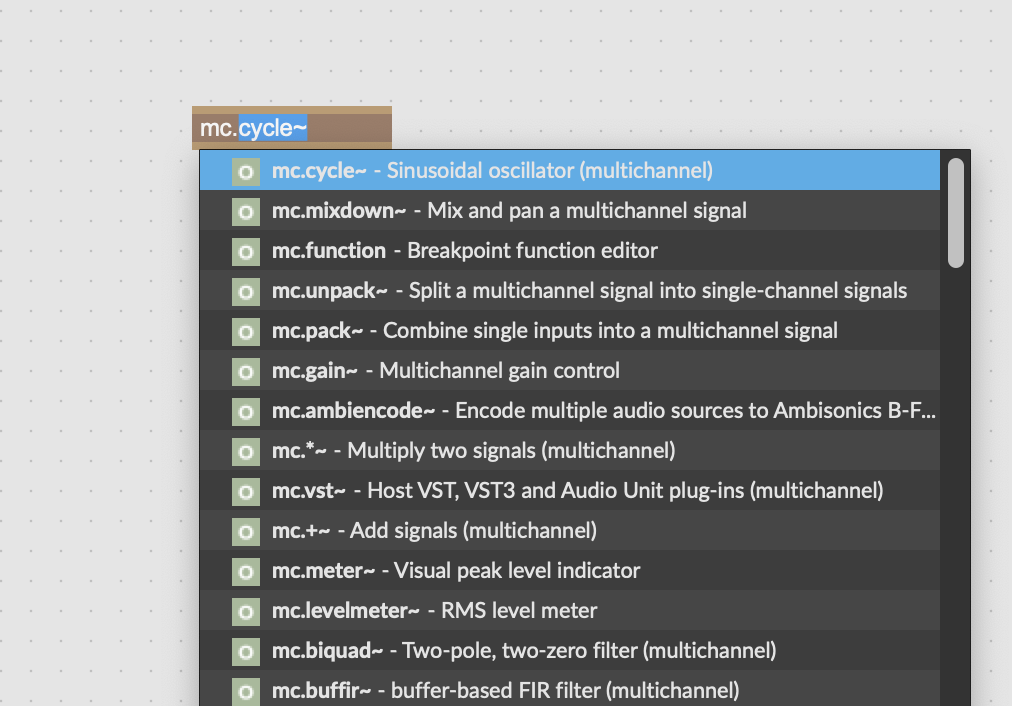 mc.cycle~
mc.cycle~ - Sinusoidal oscillator (multichannel)
mc.mixdown~ - Mix and pan a multichannel signal
mc.function - Breakpoint function editor
mc.unpack~ - Split a multichannel signal into single-channel signals
mc.pack~ - Combine single inputs into a multichannel signal
mc.gain~ - Multichannel gain control
mc.ambiencode~ - Encode multiple audio sources to Ambisonics B-F...
mc.*~ - Multiply two signals (multichannel)
mc.vst~ - Host VST, VST3 and Audio Unit plug-ins (multichannel)
mc.+~ - Add signals (multichannel)
mc.meter~ - Visual peak level indicator
mc.levelmeter~ - RMS level meter
mc.biquad~ - Two-pole, two-zero filter (multichannel)
mc.buffir~ - buffer-based FIR filter (multichannel)